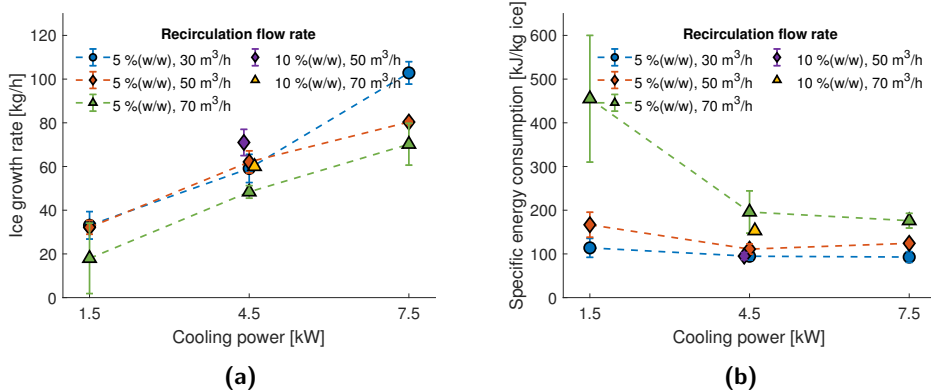 Recirculation flow rate
5 %(w/w), 30 m³/h
10 %(w/w), 50 m³/h
5 %(w/w), 50 m³/h
10 %(w/w), 70 m³/h
5 %(w/w), 70 m³/h
120
100
80
60
40
20
0
Ice growth rate [kg/h]
1.5
4.5
7.5
Cooling power [kW]
(a)
Recirculation flow rate
5 %(w/w), 30 m³/h
10 %(w/w), 50 m³/h
5 %(w/w), 50 m³/h
10 %(w/w), 70 m³/h
5 %(w/w), 70 m³/h
600
500
400
300
200
100
0
Specific energy consumption [kJ/kg ice]
1.5
4.5
7.5
Cooling power [kW]
(b)